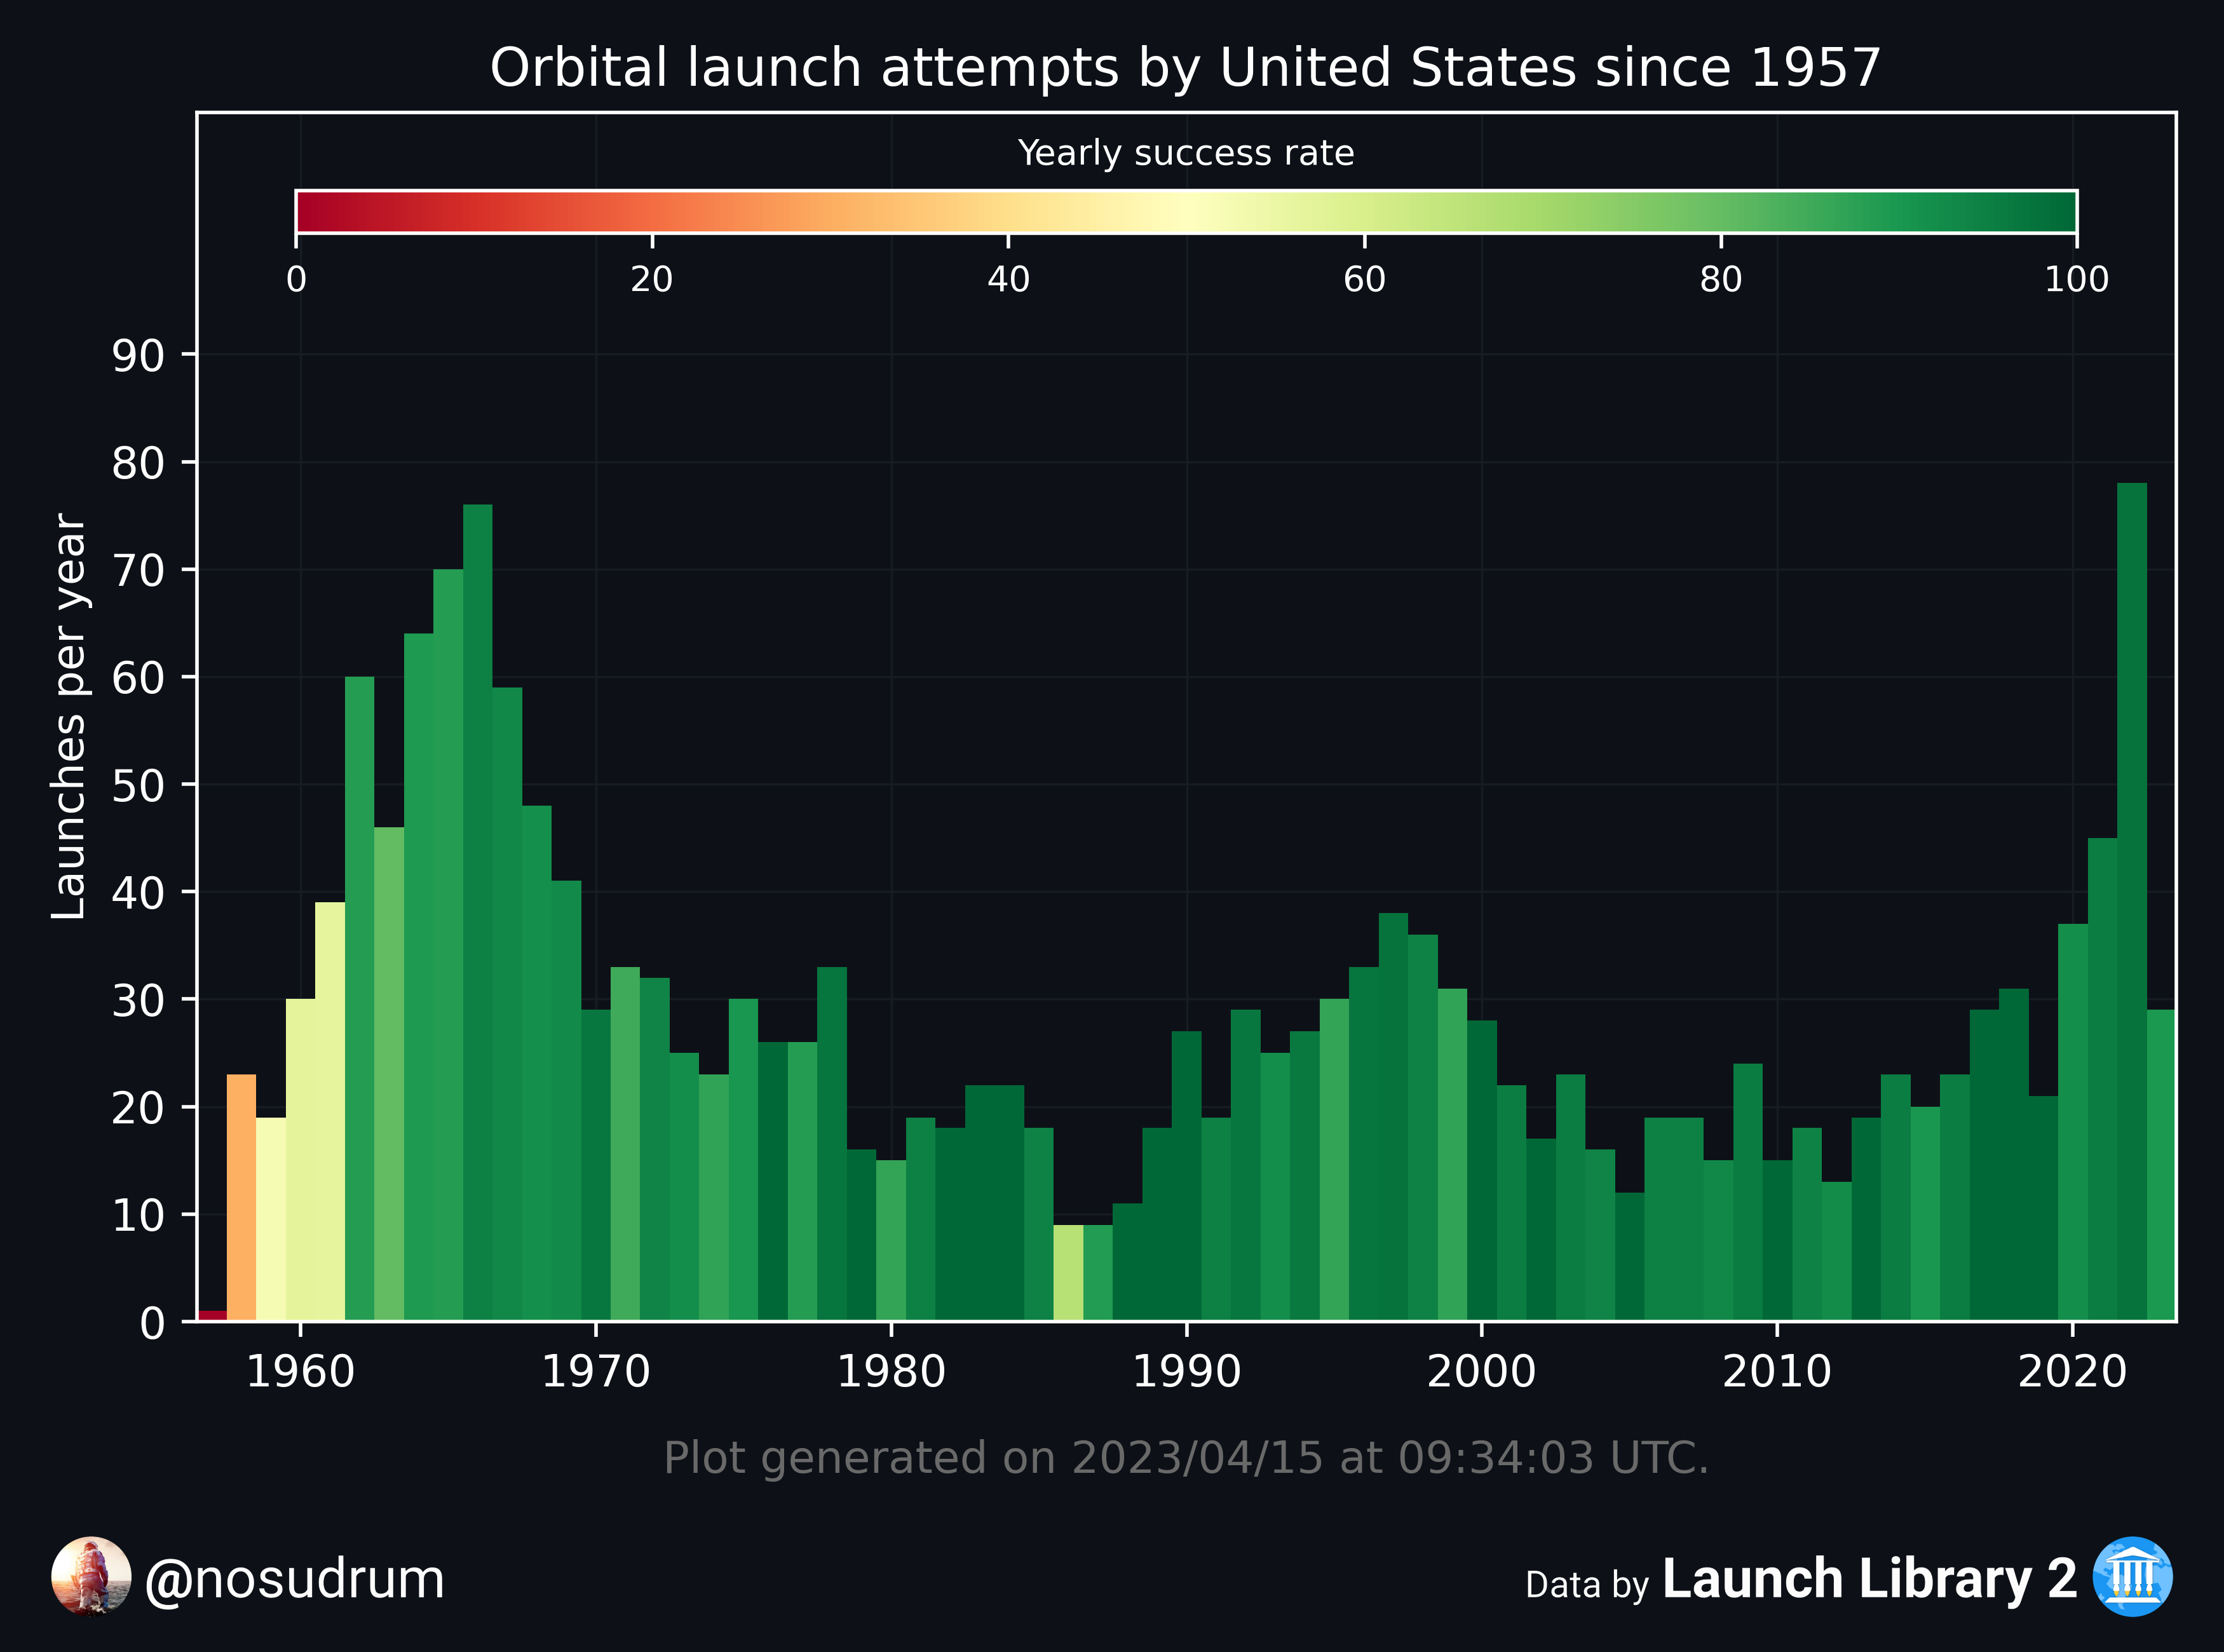 Orbital launch attempts by United States since 1957
Yearly success rate
0 20 40 60 80 100
Launches per year
90
80
70
60
50
40
30
20
10
0
1960 1970 1980 1990 2000 2010 2020
Plot generated on 2023/04/15 at 09:34:03 UTC.
@nosudrum
Data by Launch Library 2